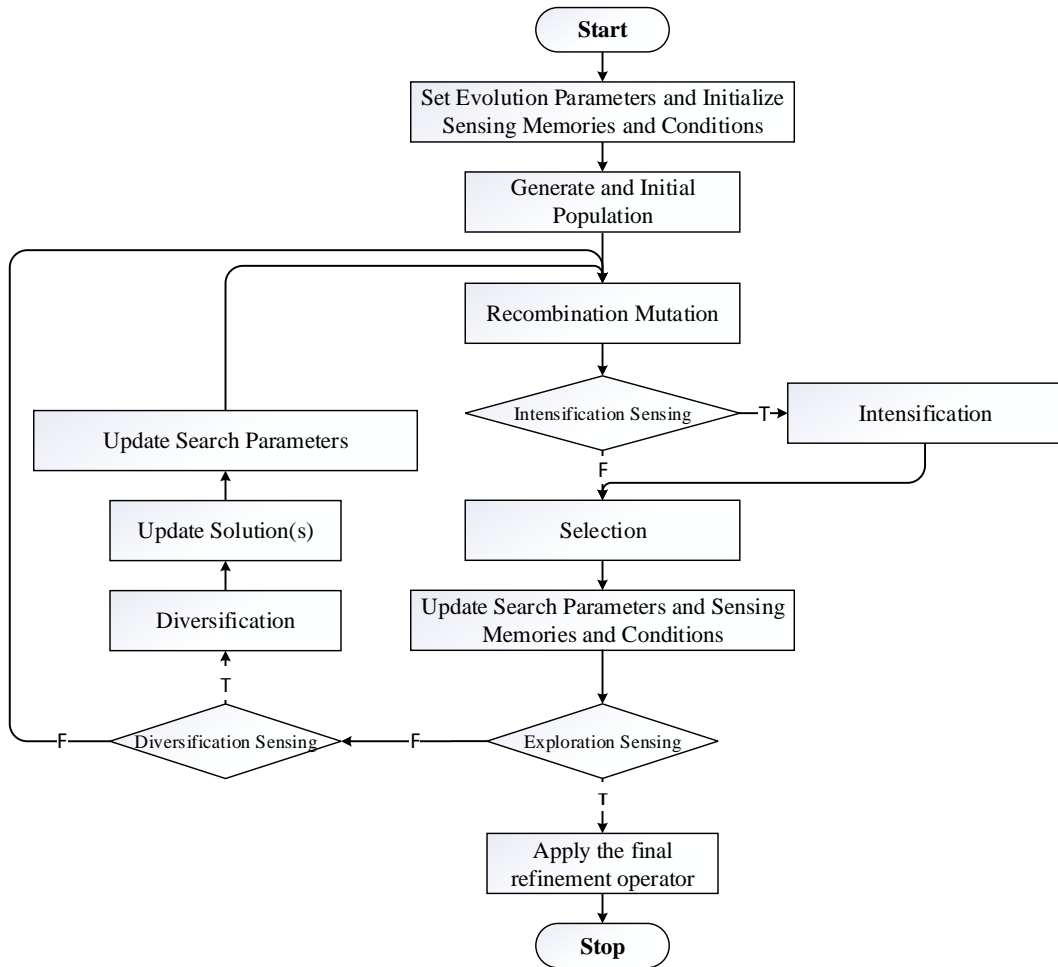 Start
Set Evolution Parameters and Initialize
Sensing Memories and Conditions
Generate and Initial
Population
Recombination Mutation
Intensification Sensing
T
Intensification
F
Update Search Parameters
Update Solution(s)
Selection
Diversification
Update Search Parameters and Sensing
Memories and Conditions
T
F
Diversification Sensing
F
Exploration Sensing
T
Apply the final
refinement operator
Stop